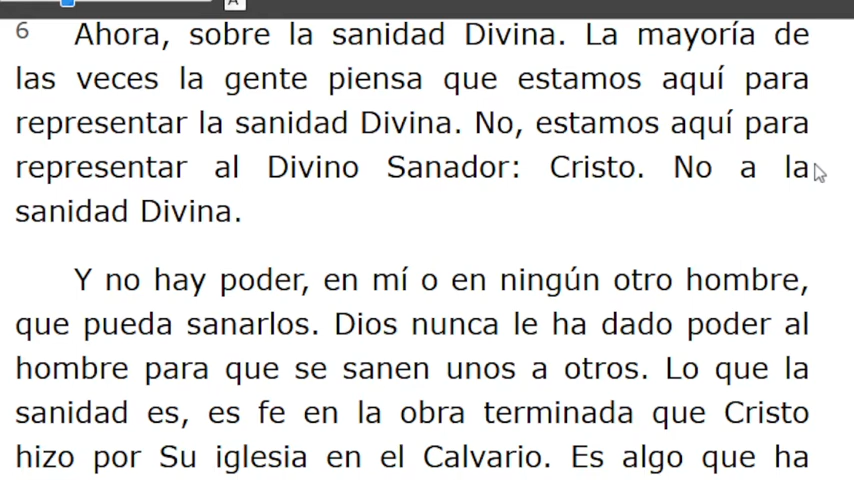 A
6 Ahora, sobre la sanidad Divina. La mayoría de
las veces la gente piensa que estamos aquí para
representar la sanidad Divina. No, estamos aquí para
representar al Divino Sanador: Cristo. No a la
sanidad Divina.
Y no hay poder, en mí o en ningún otro hombre,
que pueda sanarlos. Dios nunca le ha dado poder al
hombre para que se sanen unos a otros. Lo que la
sanidad es, es fe en la obra terminada que Cristo
hizo por Su iglesia en el Calvario. Es algo que ha